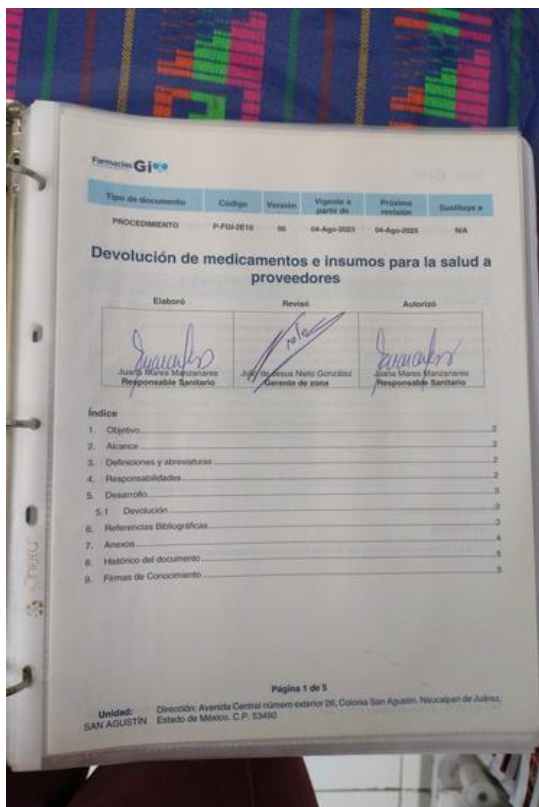 Farmacias Gi
Tipo de documento Código Versión Vigente a partir de Próxima revisión Sustituye a
PROCEDIMIENTO P-FGI-2E16 00 04-Ago-2023 04-Ago-2025 N/A
Devolución de medicamentos e insumos para la salud a
proveedores
Elaboró Revisó Autorizó
Juana Mares Manzanares de Jesus Nieto González Juana Mares Manzanares
Responsable Sanitario Gerente de zona Responsable Sanitario
Índice
1. Objetivo 2
2. Alcance 2
3. Definiciones y abreviaturas 2
4. Responsabilidades 2
5. Desarrollo 3
5.1 Devolución 3
6. Referencias Bibliográficas 3
7. Anexos 4
8. Histórico del documento 5
9. Firmas de Conocimiento 5
Página 1 de 5
Unidad: Dirección: Avenida Central número exterior 26, Colonia San Agustín. Naucalpan de Juárez,
SAN AGUSTÍN Estado de México. C.P. 53490